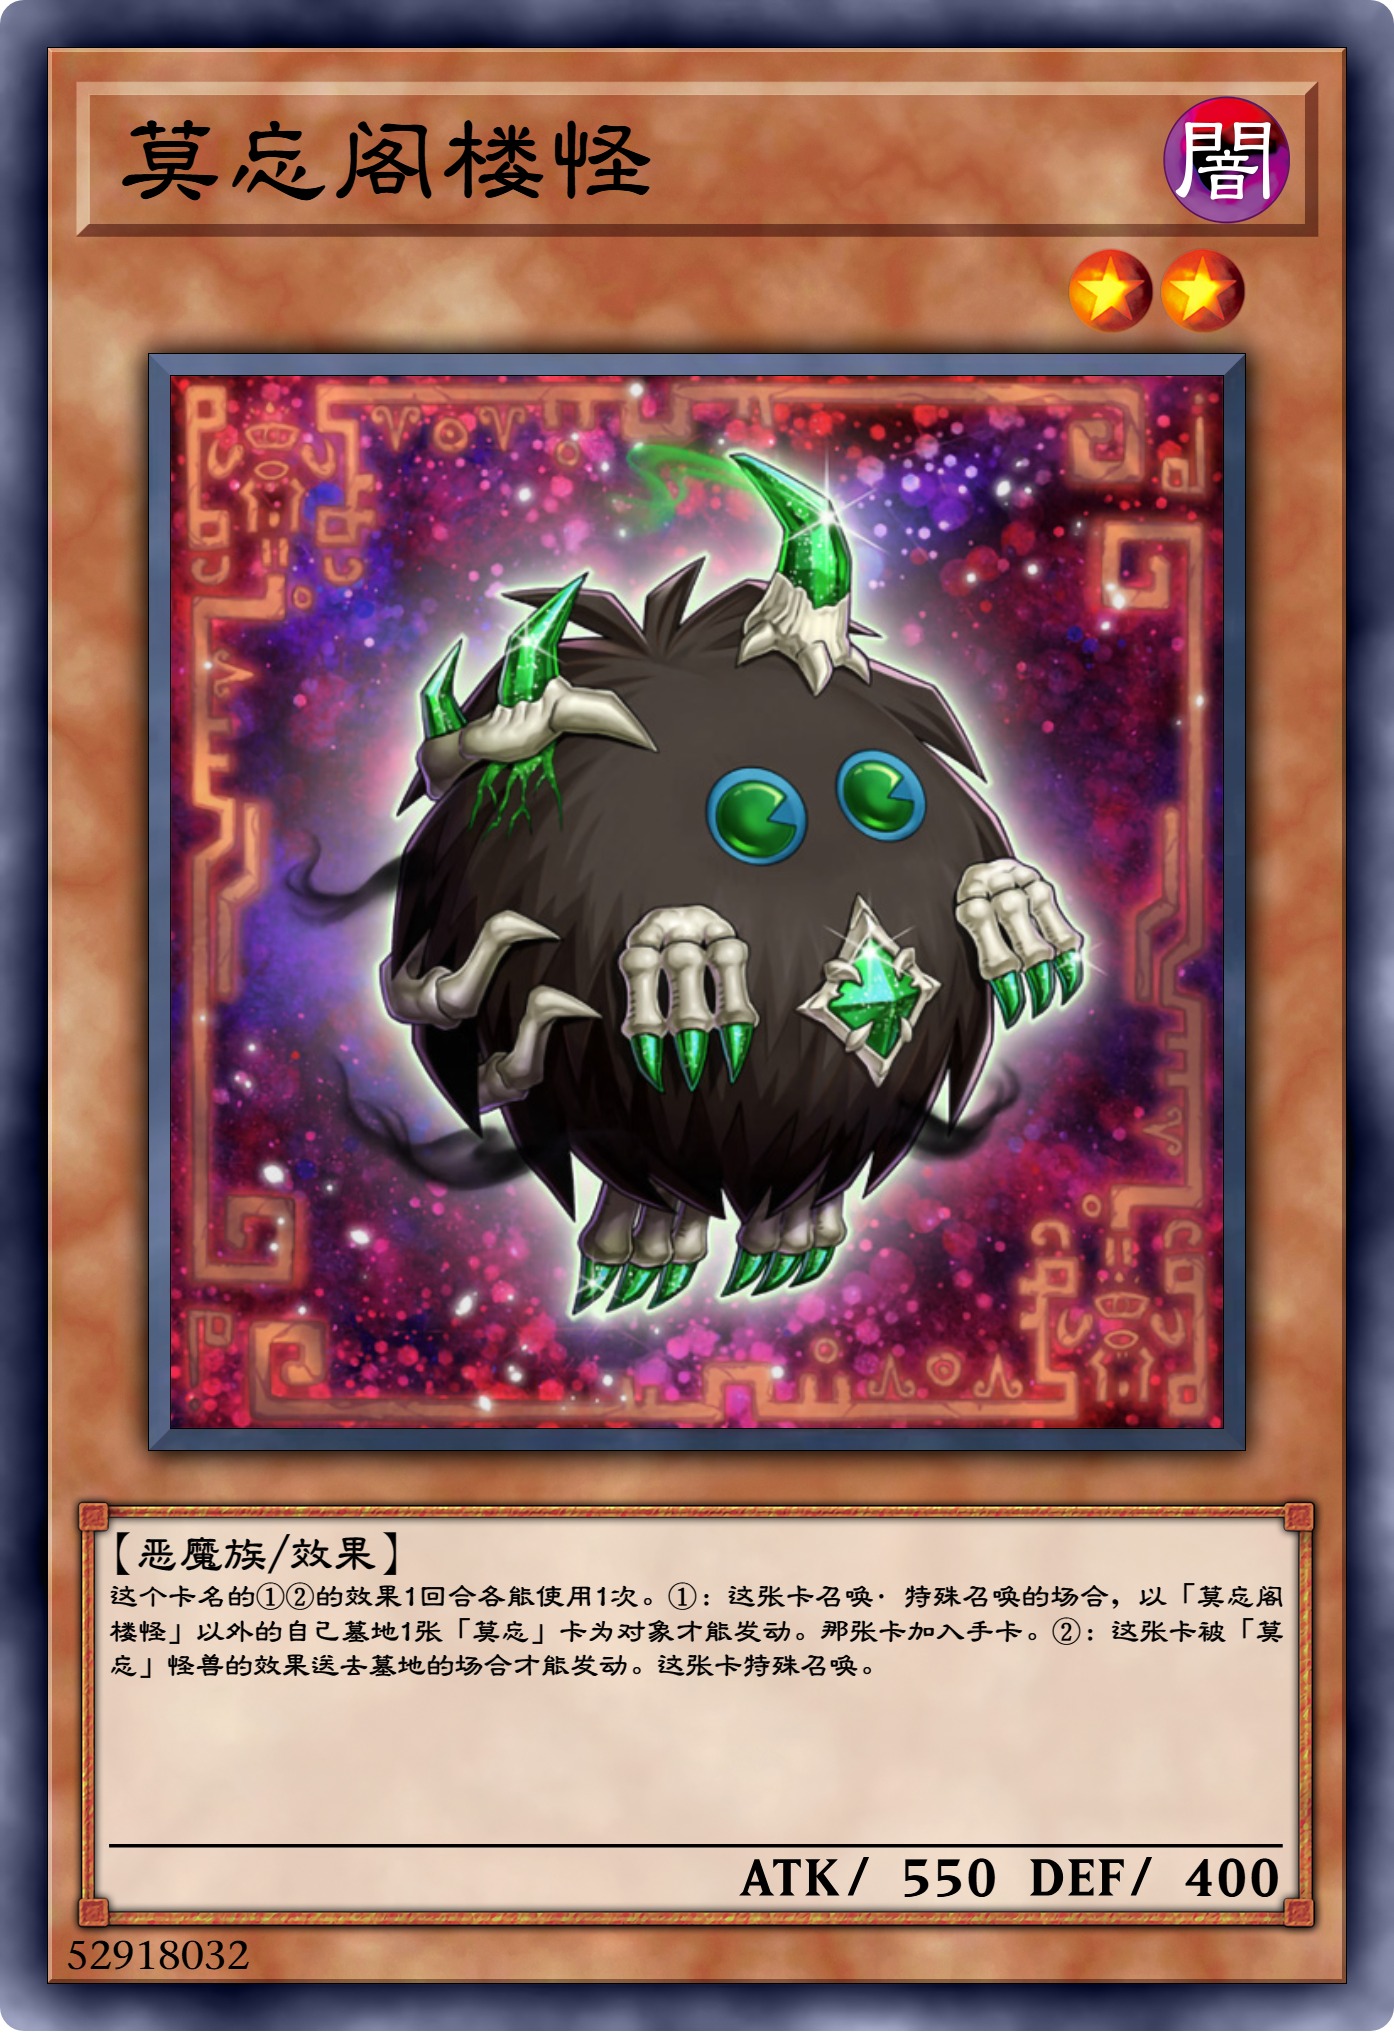 莫忘阁楼怪
闇
【恶魔族/效果】
这个卡名的①②的效果1回合各能使用1次。①：这张卡召唤·特殊召唤的场合，以「莫忘阁
楼怪」以外的自己墓地1张「莫忘」卡为对象才能发动。那张卡加入手卡。②：这张卡被「莫
忘」怪兽的效果送去墓地的场合才能发动。这张卡特殊召唤。
ATK/ 550 DEF/ 400
52918032